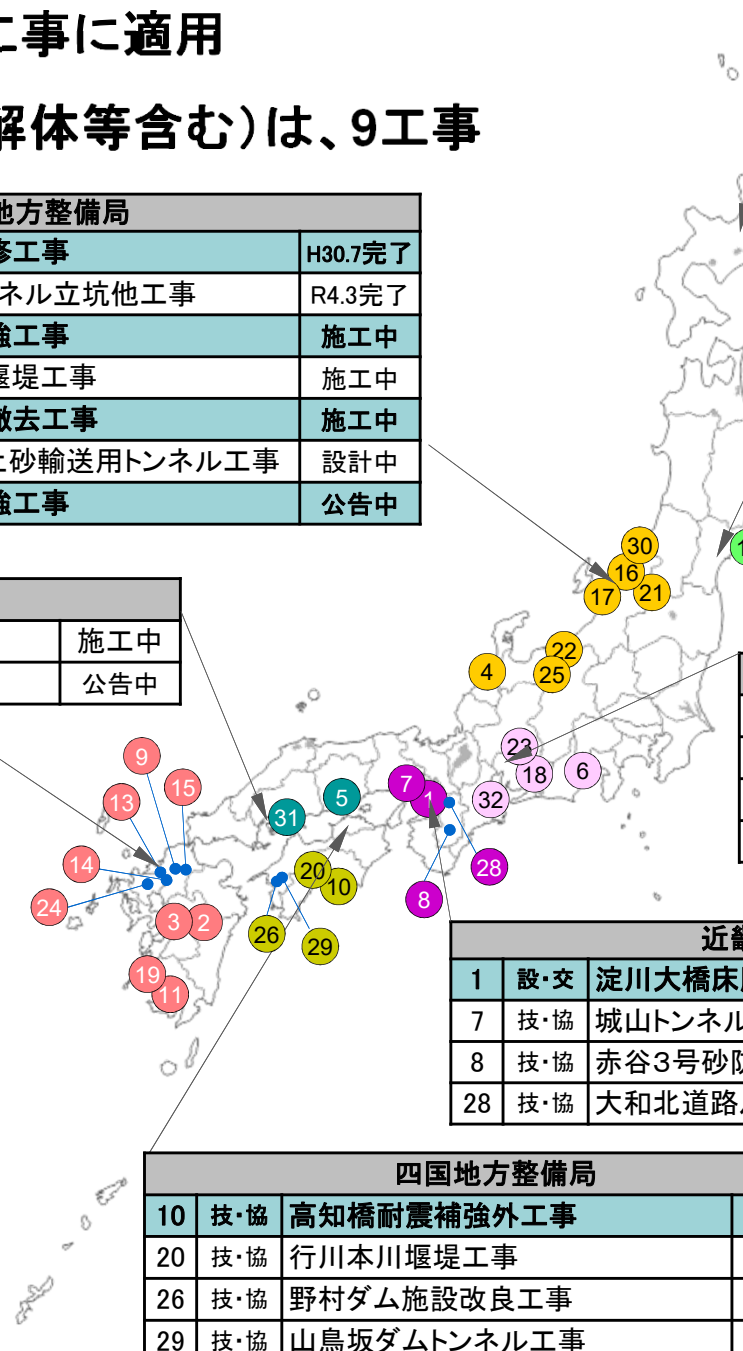 工事に適用
解体等含む)は、9工事
地方整備局
修工事 H30.7完了
ネル立坑他工事 R4.3完了
強工事 施工中
堰堤工事 施工中
撤去工事 施工中
土砂輸送用トンネル工事 設計中
強工事 公告中
施工中
公告中
30
16
17
21
22
4
25
23
18
6
32
9
13
15
7
1
5
31
14
28
20
10
8
24
3
2
26
29
19
11
近畿
1 設・交 淀川大橋床
7 技・協 城山トンネル
8 技・協 赤谷3号砂防
28 技・協 大和北道路
四国地方整備局
10 技・協 高知橋耐震補強外工事
20 技・協 行川本川堰堤工事
26 技・協 野村ダム施設改良工事
29 技・協 山鳥坂ダムトンネル工事